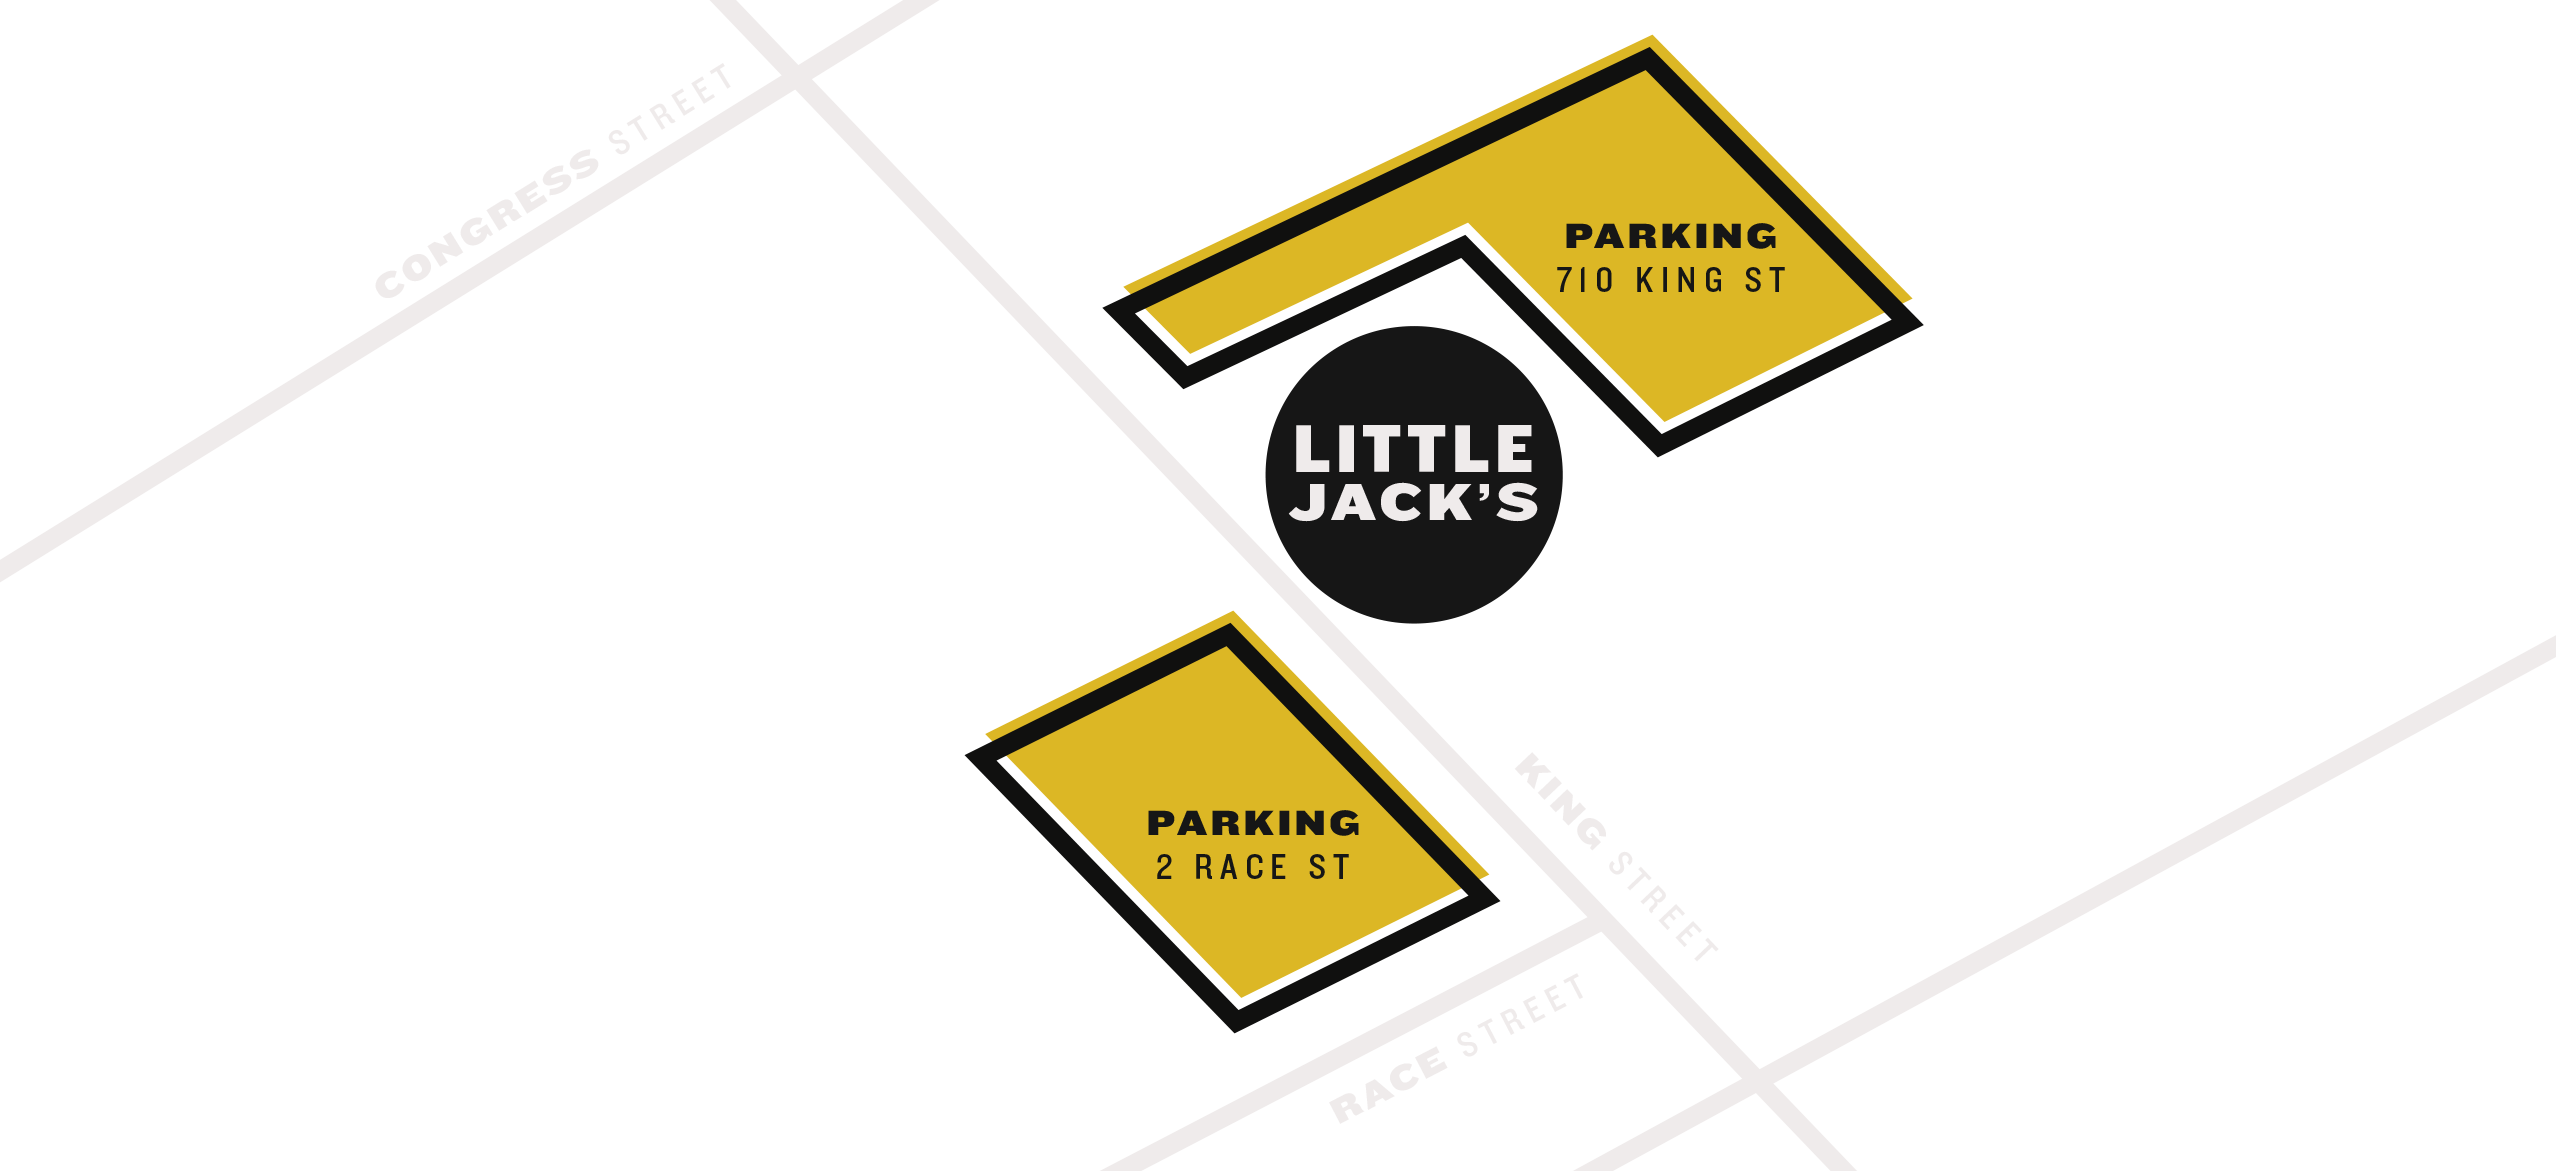 CONGRESS STREET
PARKING
710 KING ST
LITTLE
JACK'S
PARKING
2 RACE ST
KING STREET
RACE STREET